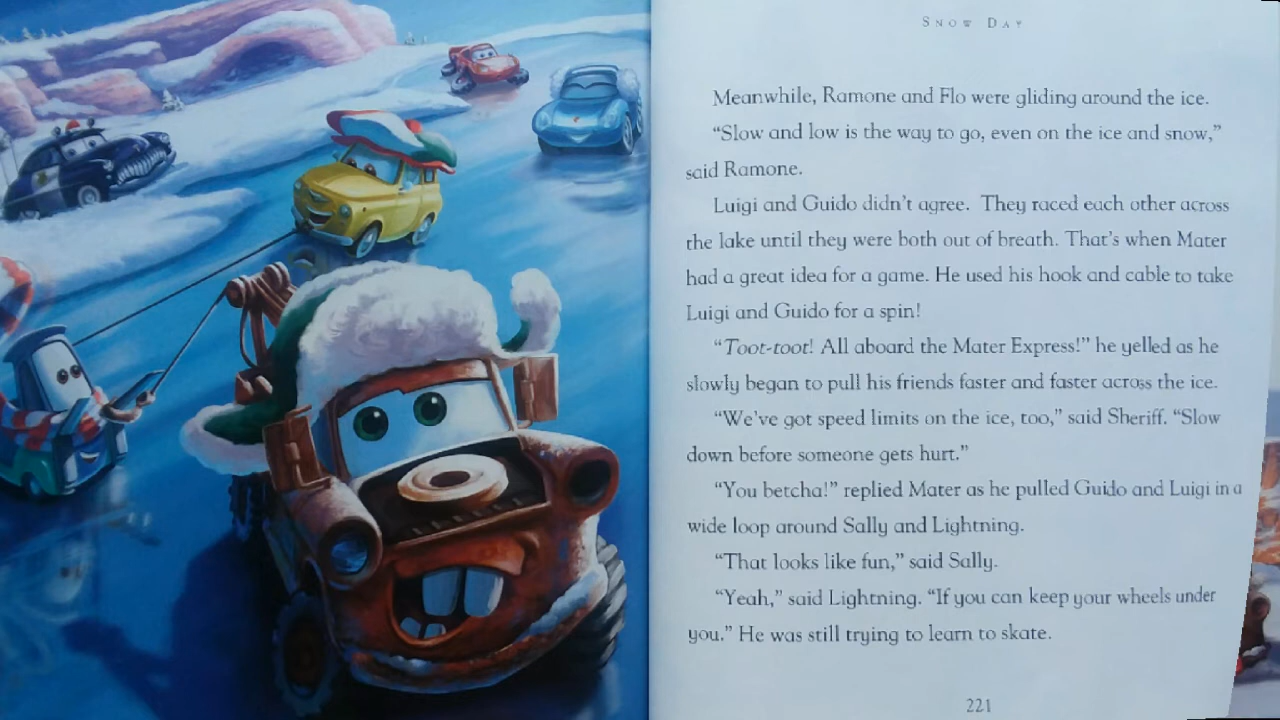 Snow Day
Meanwhile, Ramone and Flo were gliding around the ice.
“Slow and low is the way to go, even on the ice and snow,”
said Ramone.
Luigi and Guido didn’t agree. They raced each other across
the lake until they were both out of breath. That’s when Mater
had a great idea for a game. He used his hook and cable to take
Luigi and Guido for a spin!
“Toot-toot! All aboard the Mater Express!” he yelled as he
slowly began to pull his friends faster and faster across the ice.
“We’ve got speed limits on the ice, too,” said Sheriff. “Slow
down before someone gets hurt.”
“You betcha!” replied Mater as he pulled Guido and Luigi in a
wide loop around Sally and Lightning.
“That looks like fun,” said Sally.
“Yeah,” said Lightning. “If you can keep your wheels under
you.” He was still trying to learn to skate.
221